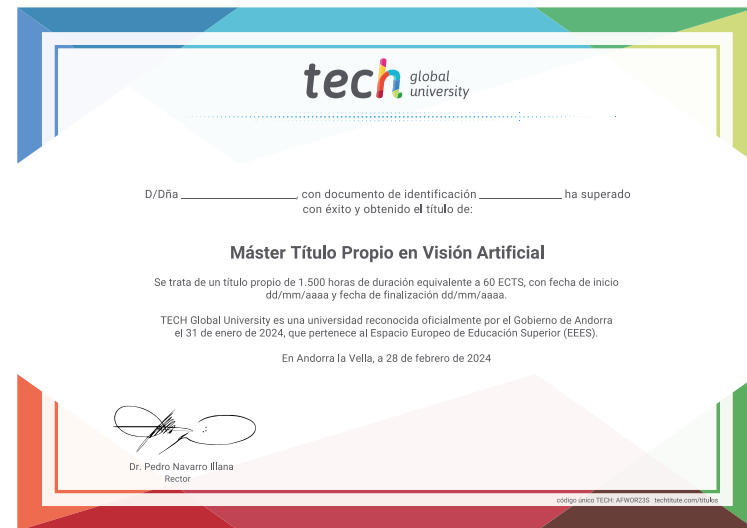 tech global
university
D/Dña ____________________, con documento de identificación ______________ ha superado
con éxito y obtenido el título de:
Máster Título Propio en Visión Artificial
Se trata de un título propio de 1.500 horas de duración equivalente a 60 ECTS, con fecha de inicio
dd/mm/aaaa y fecha de finalización dd/mm/aaaa.
TECH Global University es una universidad reconocida oficialmente por el Gobierno de Andorra
el 31 de enero de 2024, que pertenece al Espacio Europeo de Educación Superior (EEES).
En Andorra la Vella, a 28 de febrero de 2024
Dr. Pedro Navarro Illana
Rector
código único TECH: AFWOR23S techtitute.com/titulos